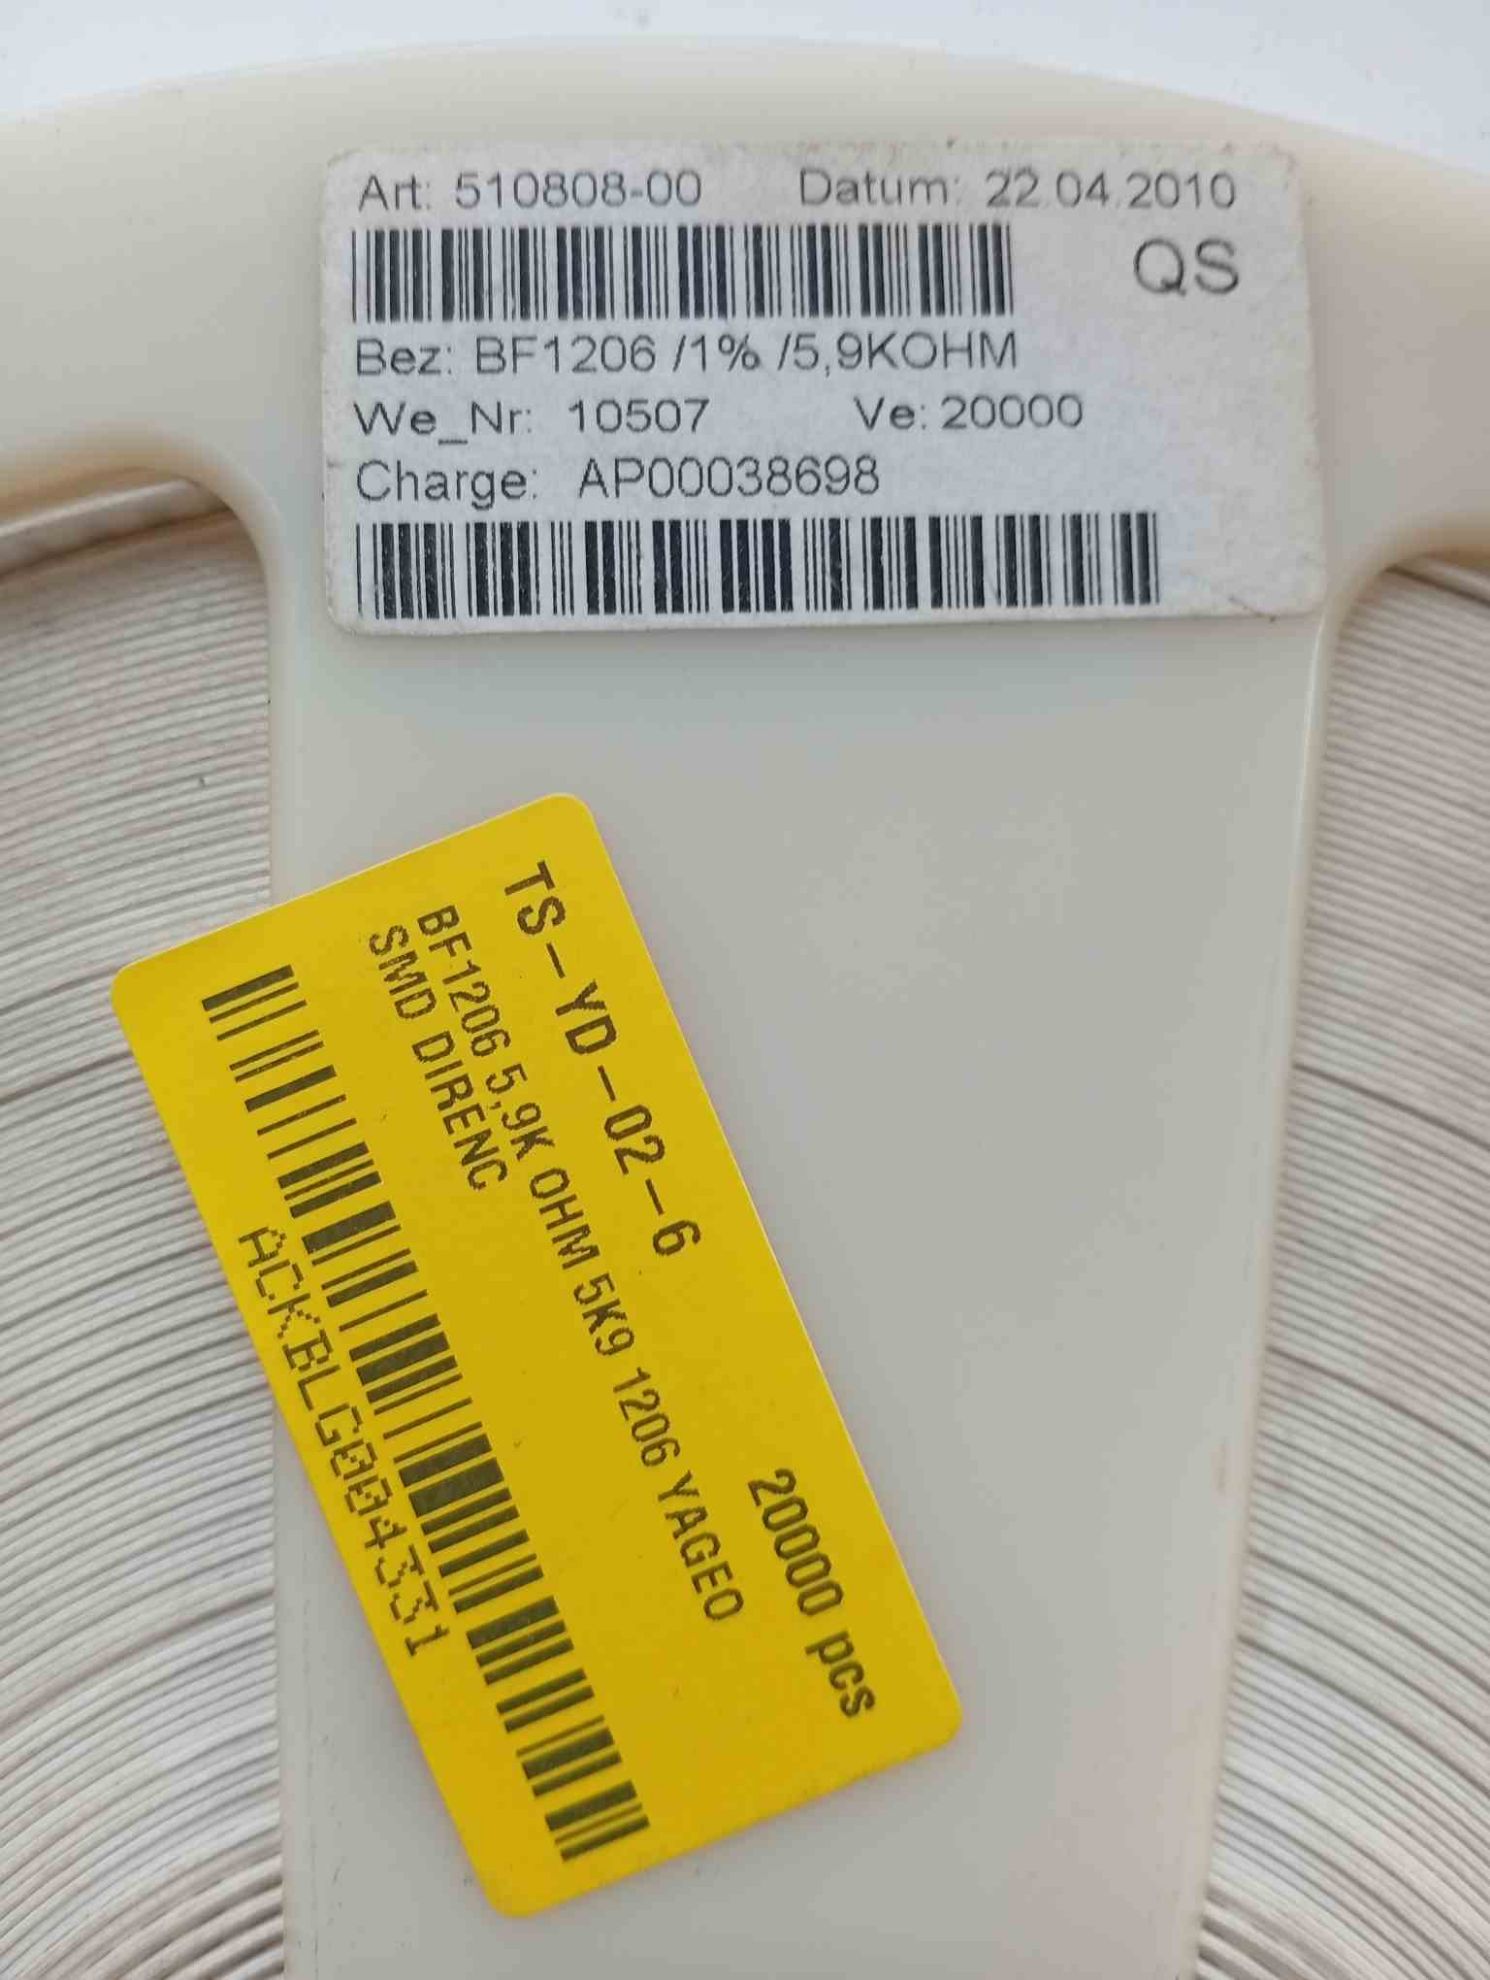 Art: 510808-00 Datum: 22.04.2010
QS
Bez: BF1206 /1% /5,9KOHM
We_Nr: 10507 Ve: 20000
Charge: AP00038698
TS-YD-02-6 20000 pcs
BF1206 5,9K OHM 5K9 1206 YAGEO
SMD DIRENC
ACKBLG004331